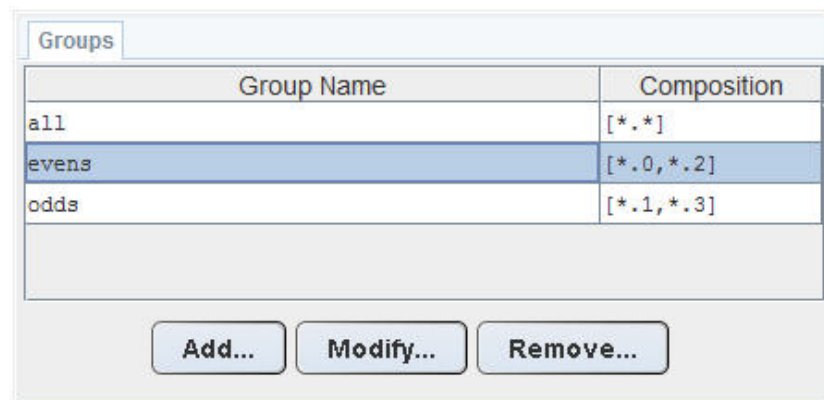 Groups
Group Name Composition
all [*.*]
evens [*.0,*.2]
odds [*.1,*.3]
Add... Modify... Remove...